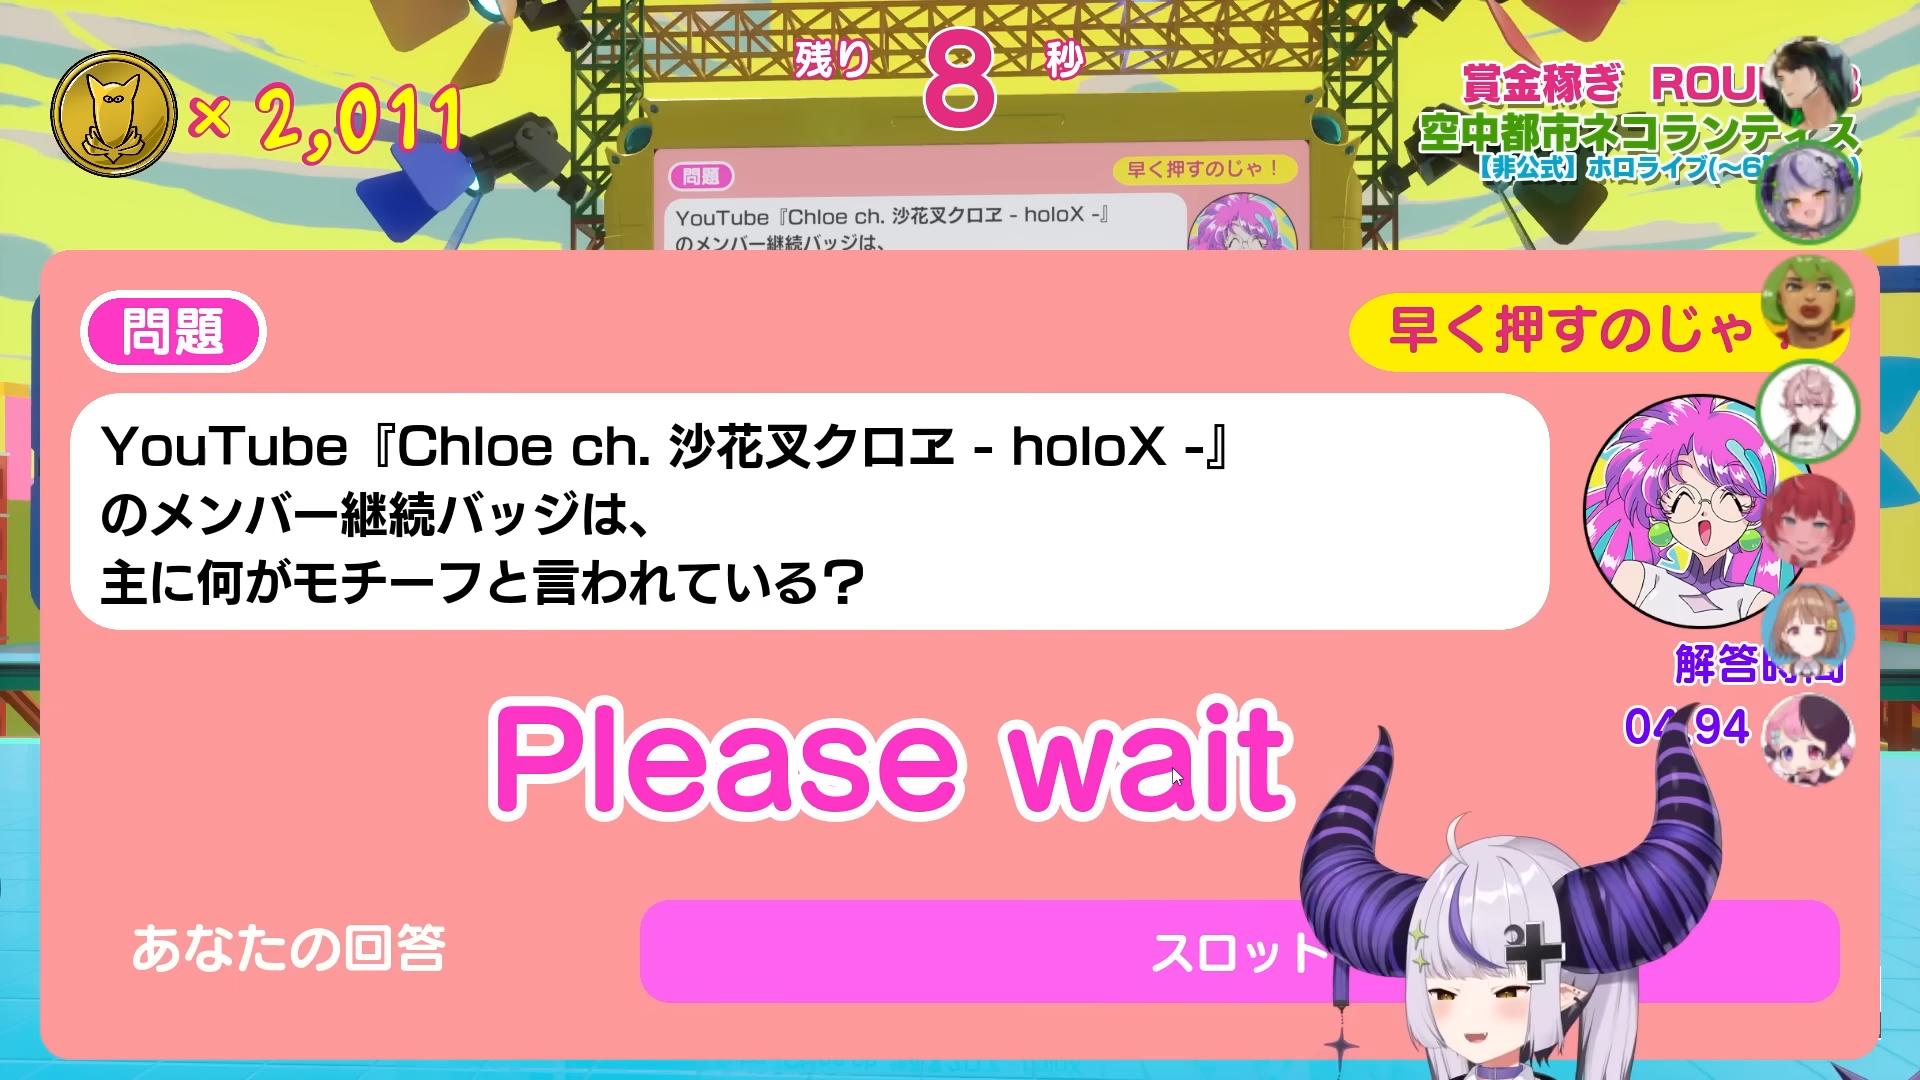 × 2,011
残り 8 秒
賞金稼ぎ ROU
空中都市ネコランティス
【非公式】ホロライブ(～6
問題
早く押すのじゃ！
YouTube『Chloe ch. 沙花叉クロヱ - holoX -』
のメンバー継続バッジは、
問題
早く押すのじゃ！
YouTube『Chloe ch. 沙花叉クロヱ - holoX -』
のメンバー継続バッジは、
主に何がモチーフと言われている？
解答時間
04.94
Please wait
あなたの回答
スロット